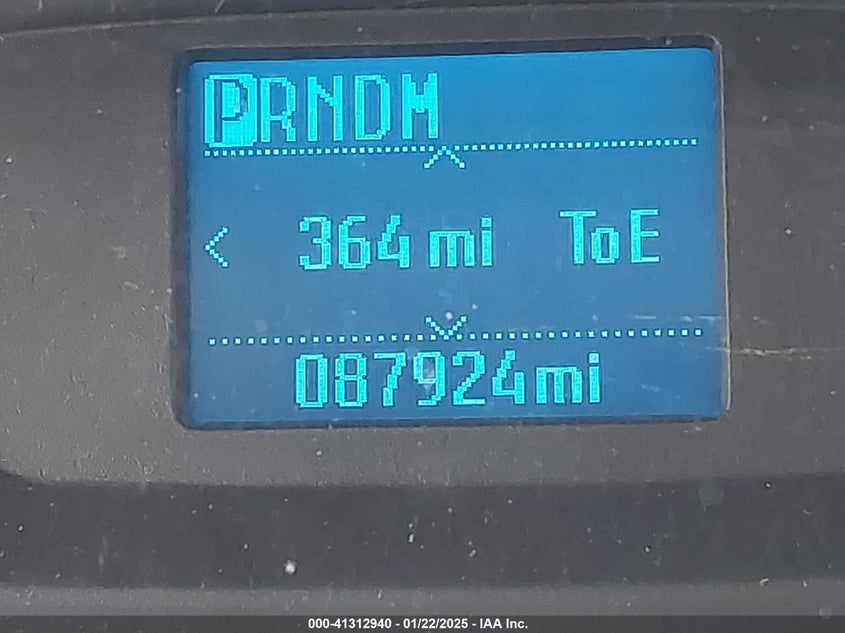 PRNDM
364 mi ToE
087924mi
000-41312940 - 01/22/2025 - IAA Inc.